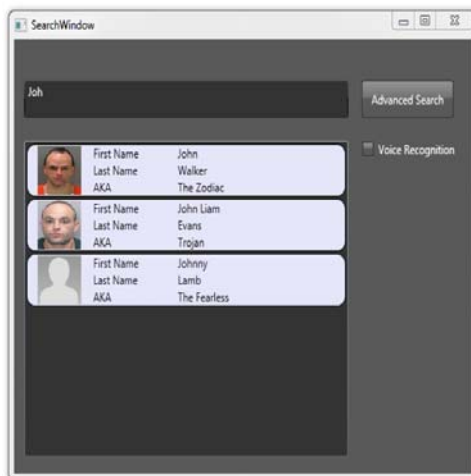 SearchWindow
Joh
Advanced Search
Voice Recognition
First Name John
Last Name Walker
AKA The Zodiac
First Name John Liam
Last Name Evans
AKA Trojan
First Name Johnny
Last Name Lamb
AKA The Fearless